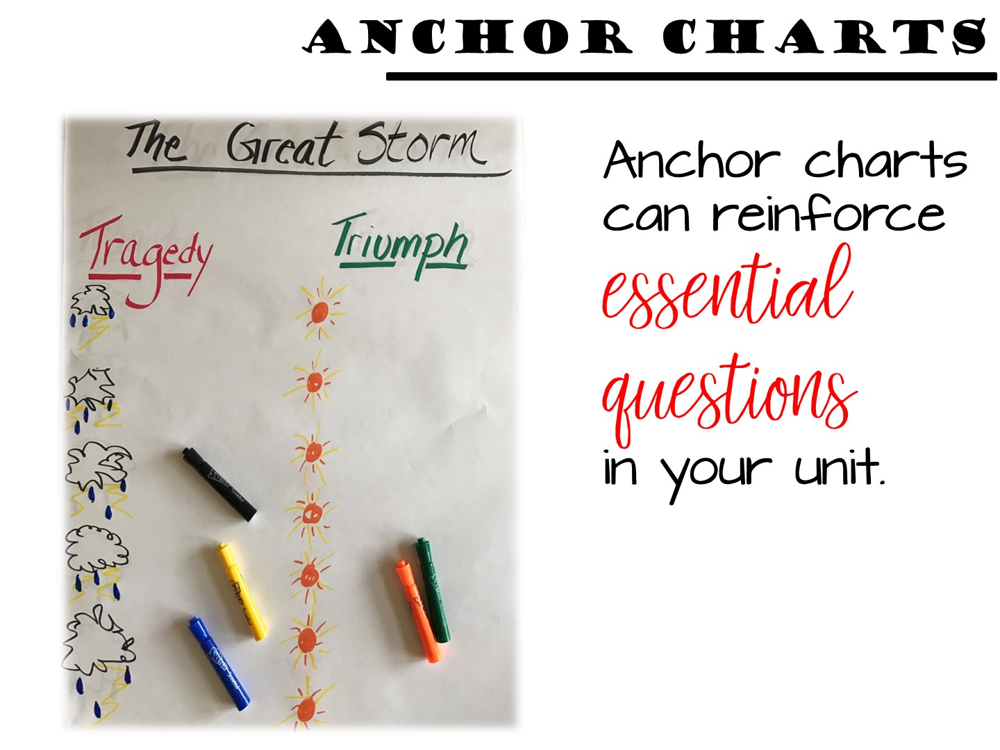 ANCHOR CHARTS
The Great Storm
Tragedy
Triumph
Anchor charts
can reinforce
essential
questions
in your unit.